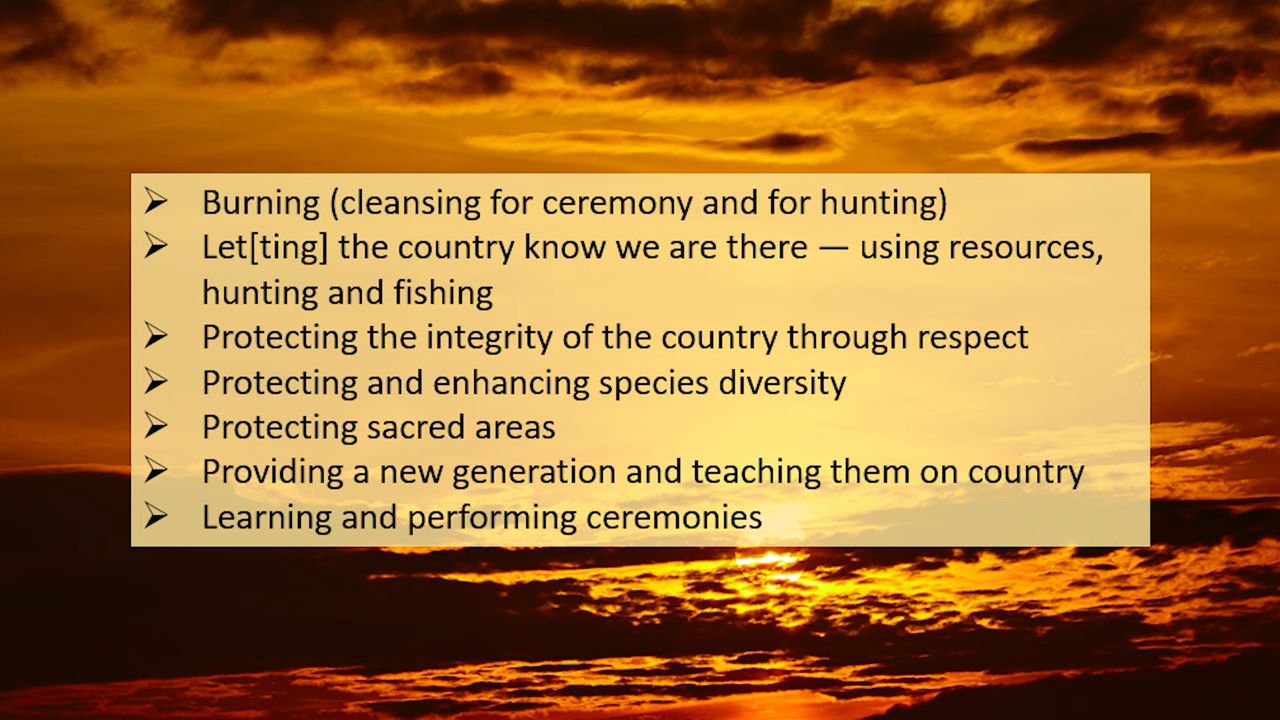 ➢ Burning (cleansing for ceremony and for hunting)
➢ Let[ting] the country know we are there — using resources,
hunting and fishing
➢ Protecting the integrity of the country through respect
➢ Protecting and enhancing species diversity
➢ Protecting sacred areas
➢ Providing a new generation and teaching them on country
➢ Learning and performing ceremonies